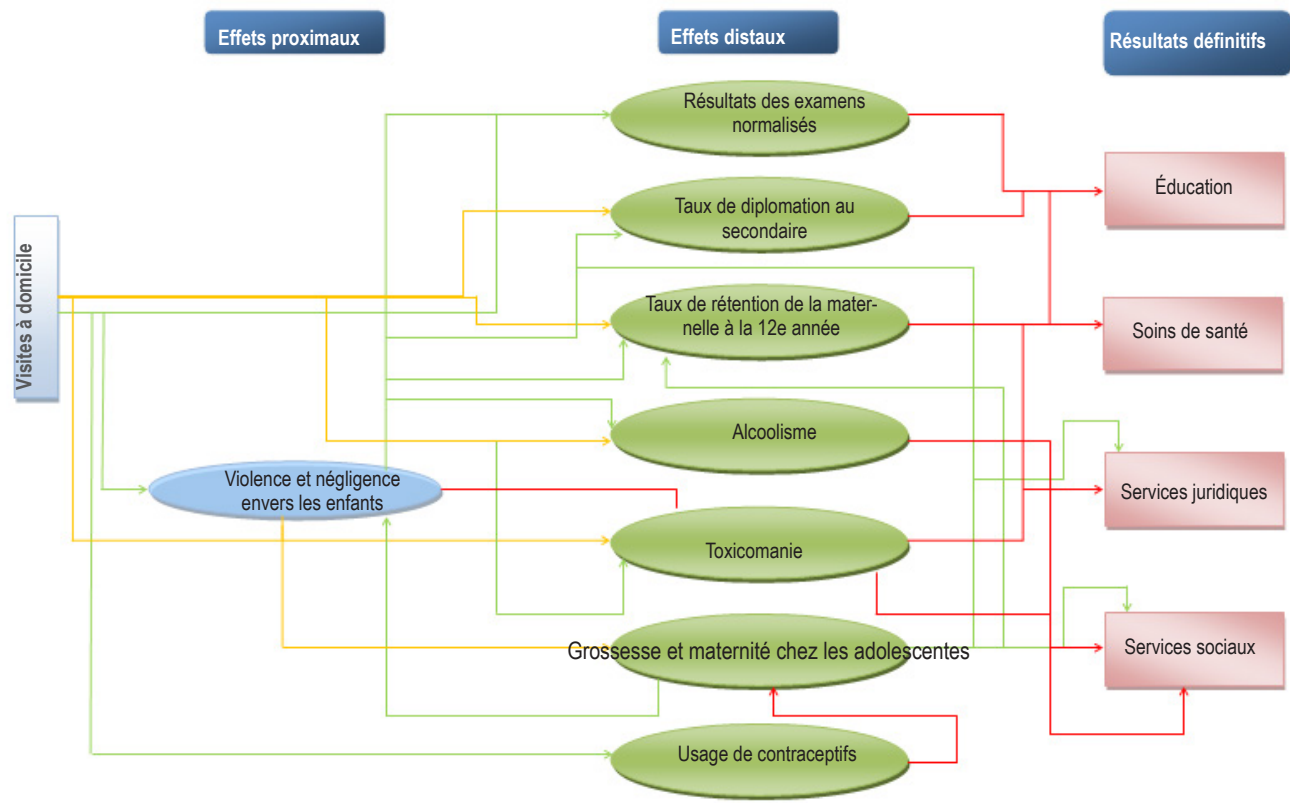 Effets proximaux
Effets distaux
Résultats définitifs
Visites à domicile
Violence et négligence
envers les enfants
Résultats des examens
normalisés
Taux de diplomation au
secondaire
Taux de rétention de la mater-
nelle à la 12e année
Alcoolisme
Toxicomanie
Grossesse et maternité chez les adolescentes
Usage de contraceptifs
Éducation
Soins de santé
Services juridiques
Services sociaux